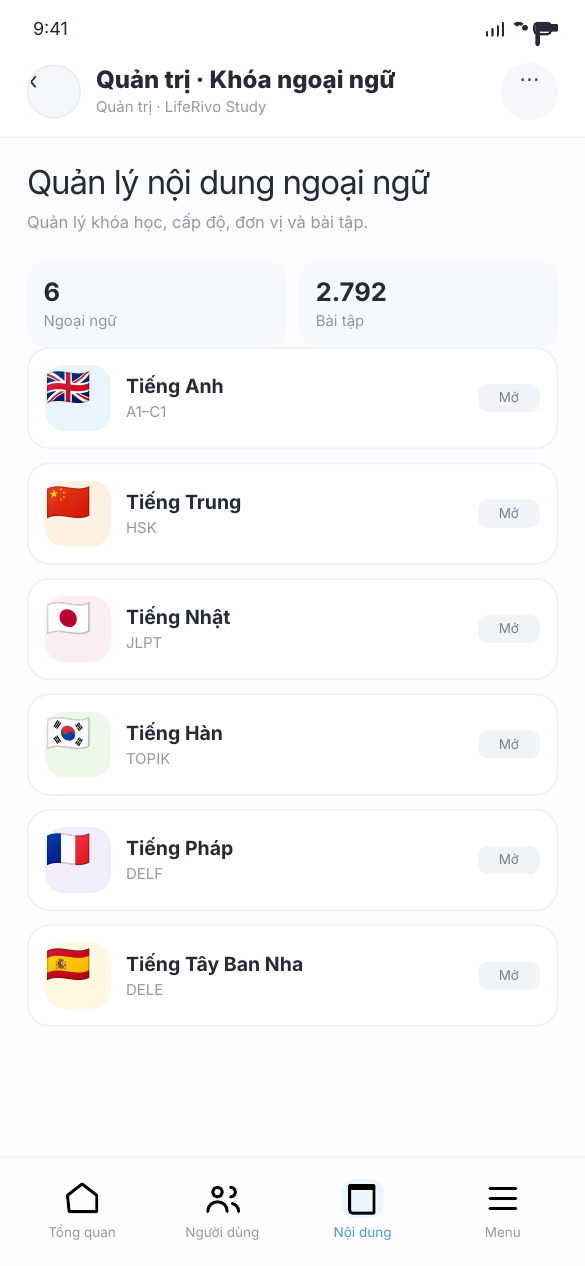 9:41
Quản trị · Khóa ngoại ngữ
Quản trị · LifeRivo Study
Quản lý nội dung ngoại ngữ
Quản lý khóa học, cấp độ, đơn vị và bài tập.
6
Ngoại ngữ
2.792
Bài tập
Tiếng Anh
A1–C1
Mở
Tiếng Trung
HSK
Mở
Tiếng Nhật
JLPT
Mở
Tiếng Hàn
TOPIK
Mở
Tiếng Pháp
DELF
Mở
Tiếng Tây Ban Nha
DELE
Mở
Tổng quan
Người dùng
Nội dung
Menu